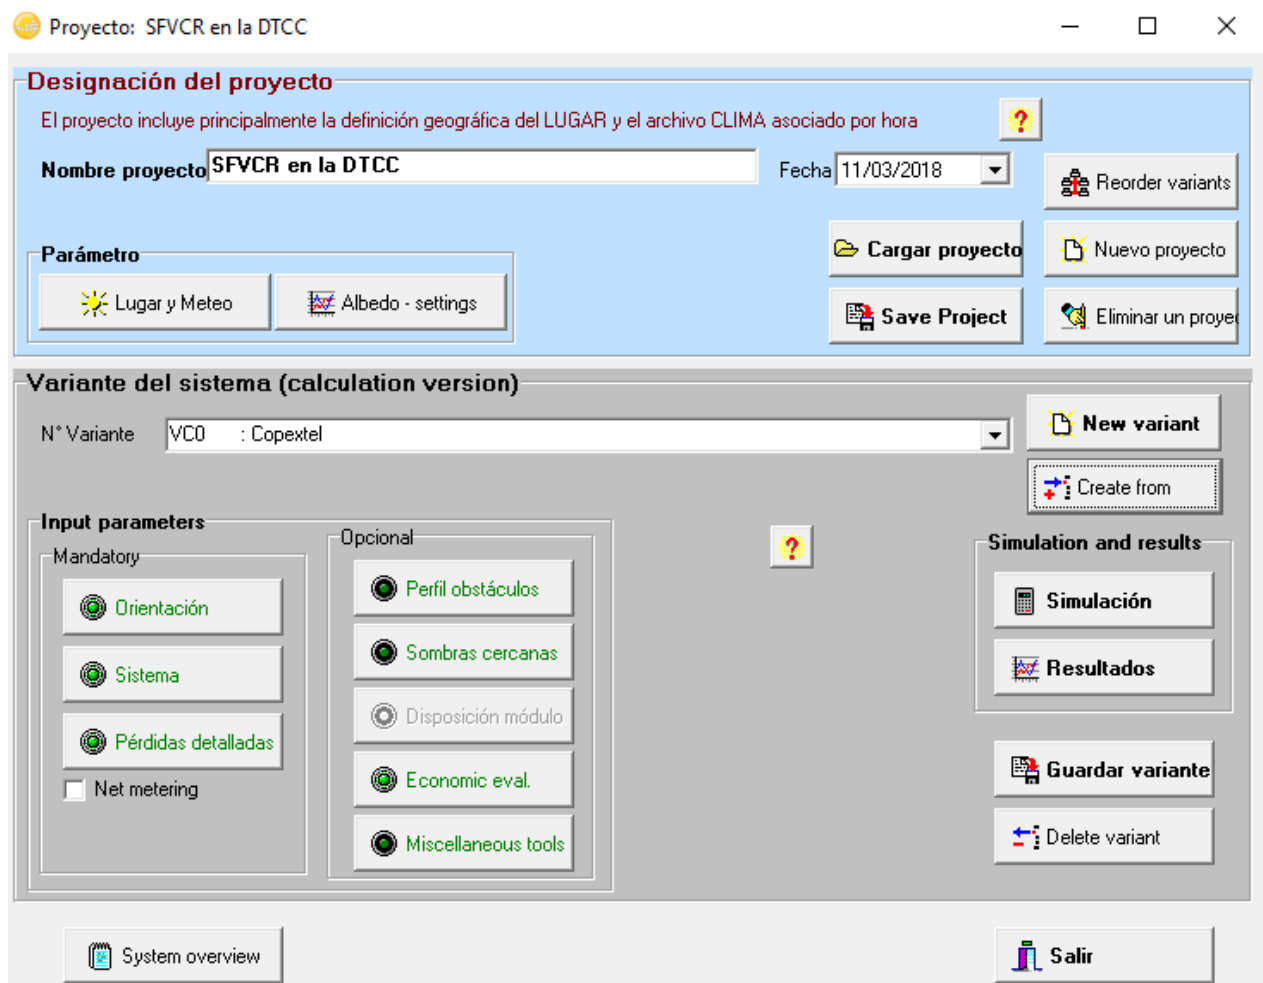 Proyecto: SFVCR en la DTCC
Designación del proyecto
El proyecto incluye principalmente la definición geográfica del LUGAR y el archivo CLIMA asociado por hora
?
Nombre proyecto SFVCR en la DTCC
Fecha 11/03/2018
Reorder variants
Parámetro
Cargar proyecto
Nuevo proyecto
Lugar y Meteo
Albedo - settings
Save Project
Eliminar un proye
Variante del sistema (calculation version)
N° Variante VC0 : Copextel
New variant
Create from
Input parameters
Mandatory
Orientación
Sistema
Pérdidas detalladas
Net metering
Opcional
Perfil obstáculos
Sombras cercanas
Disposición módulo
Economic eval.
Miscellaneous tools
?
Simulation and results
Simulación
Resultados
Guardar variante
Delete variant
System overview
Salir